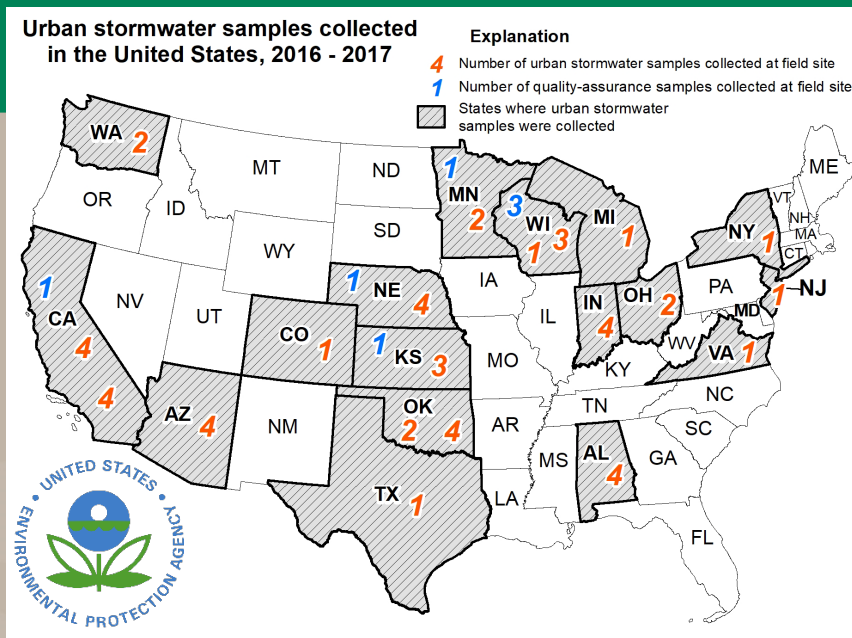 Urban stormwater samples collected
in the United States, 2016 - 2017
Explanation
4 Number of urban stormwater samples collected at field site
1 Number of quality-assurance samples collected at field site
States where urban stormwater
samples were collected
WA 2
MT
ND
1
MN
2
3
WI
1 3
MI
1
ME
VT
NH
MA
CT
NY 1
OR
ID
SD
WY
IA
1
NE 4
1
CA
4
4
NV
UT
CO 1
1
KS 3
MO
IL
IN
4
OH 2
PA
1 NJ
MD
WV
VA 1
KY
AZ 4
NM
OK
2 4
AR
TN
NC
SC
MS
AL
4
GA
TX 1
LA
FL
UNITED STATES
ENVIRONMENTAL PROTECTION AGENCY